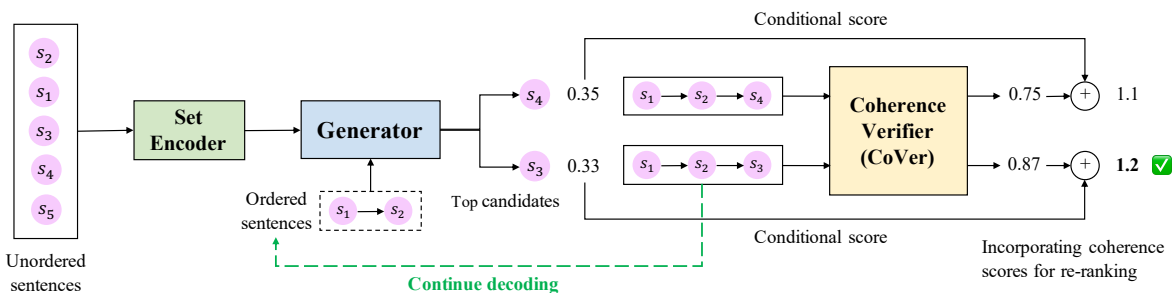 Conditional score
s2
s1
s3
s4
s5
Unordered
sentences
Set
Encoder
Generator
Ordered
sentences
s1 s2
s4 0.35
s3 0.33
Top candidates
s1 s2 s4
s1 s2 s3
Coherence
Verifier
(CoVer)
0.75 + 1.1
0.87 + 1.2 ✅
Conditional score
Continue decoding
Incorporating coherence
scores for re-ranking